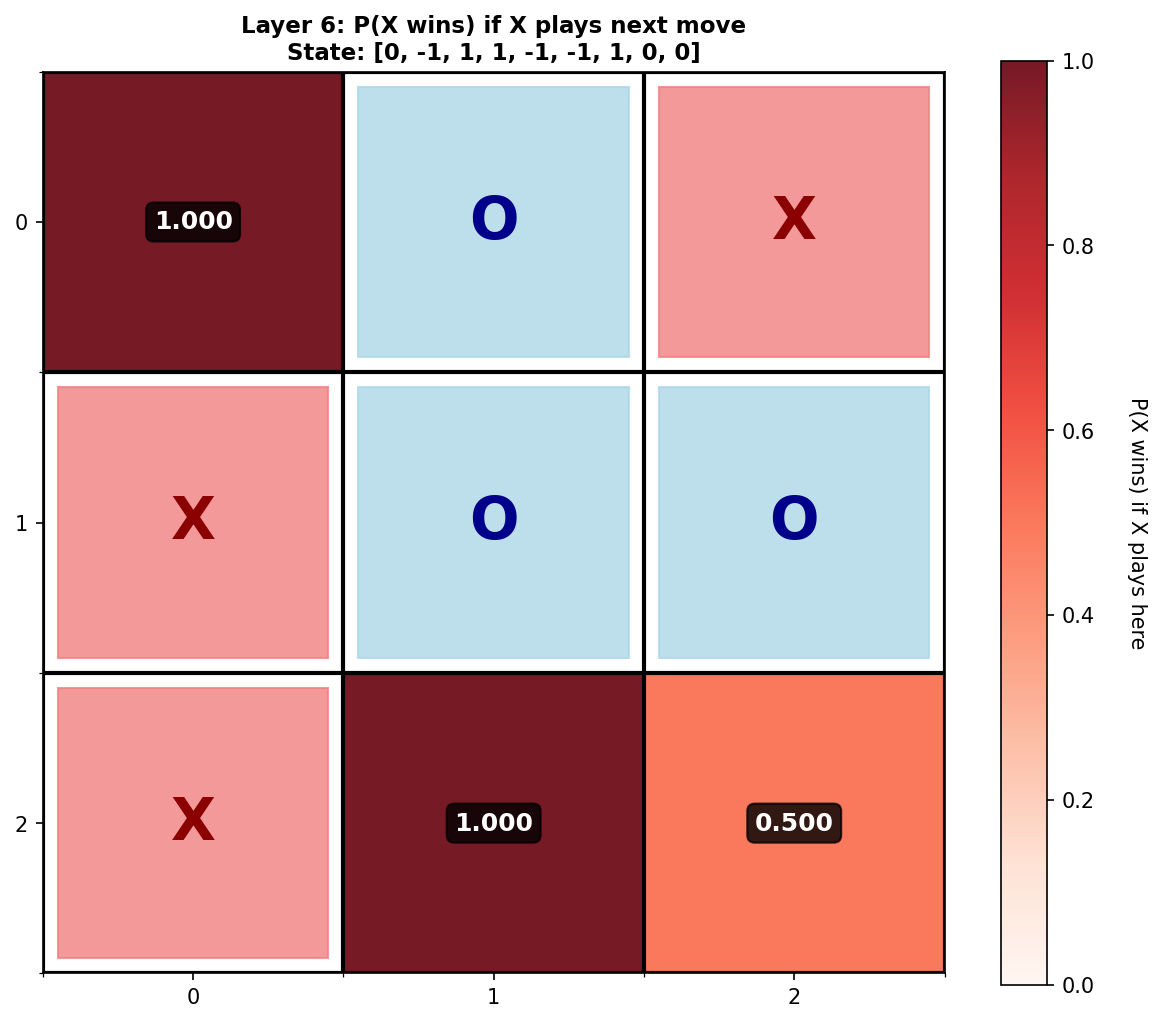 Layer 6: P(X wins) if X plays next move
State: [0, -1, 1, 1, -1, -1, 1, 0, 0]
0
1.000
O
X
1
X
O
O
2
X
1.000
0.500
0
1
2
1.0
0.8
0.6
0.4
0.2
0.0
P(X wins) if X plays here